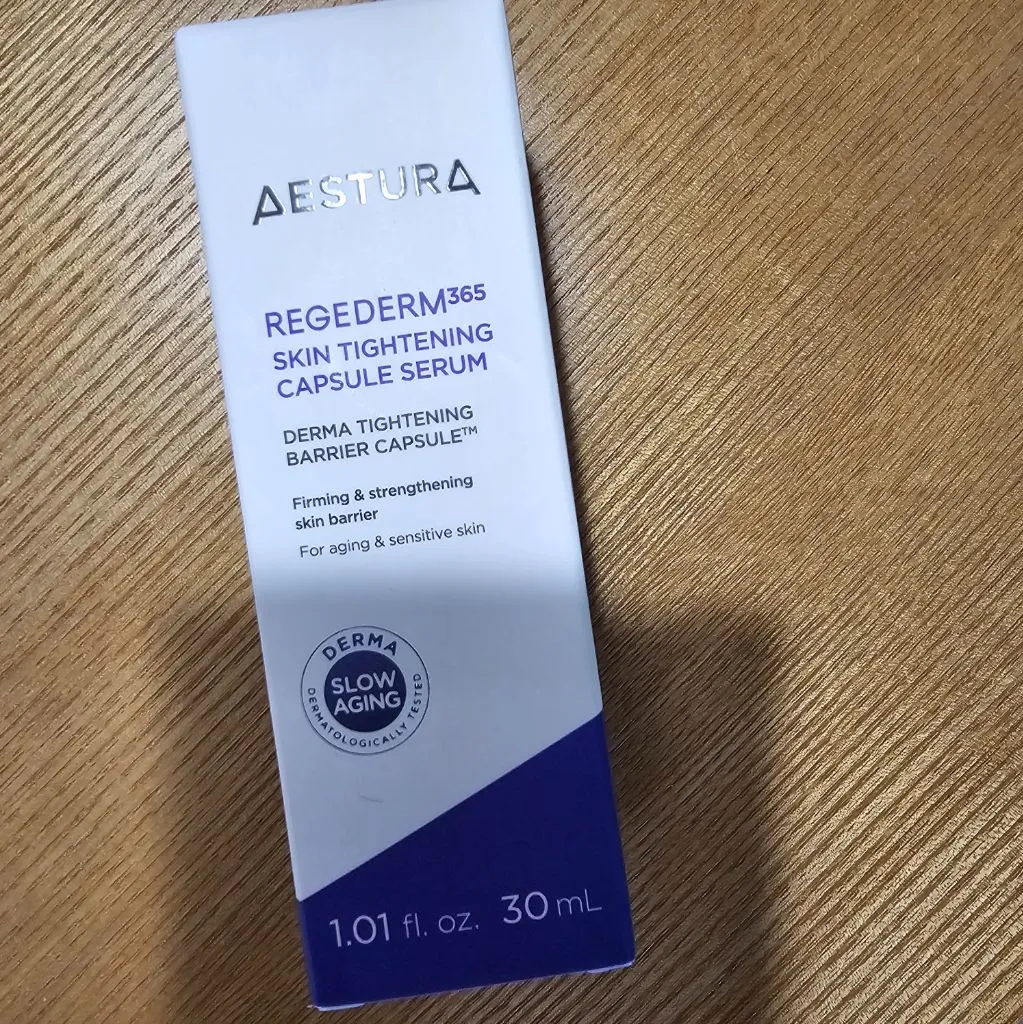 AESTURA
REGEDERM365
SKIN TIGHTENING
CAPSULE SERUM
DERMA TIGHTENING
BARRIER CAPSULE™
Firming & strengthening
skin barrier
For aging & sensitive skin
DERMA
SLOW
AGING
DERMATOLOGICALLY TESTED
1.01 fl. oz. 30 mL